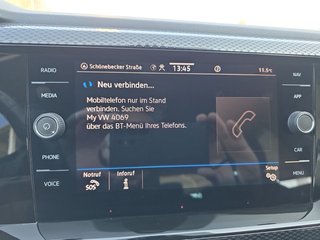 Schönebecker Straße 13:45 11.5°C
RADIO
MEDIA
PHONE
VOICE
Neu verbinden...
Mobiltelefon nur im Stand
verbinden. Suchen Sie
My VW 4069
über das BT-Menü Ihres Telefons.
Notruf Inforuf Setup
SOS
NAV
APP
CAR
MENU